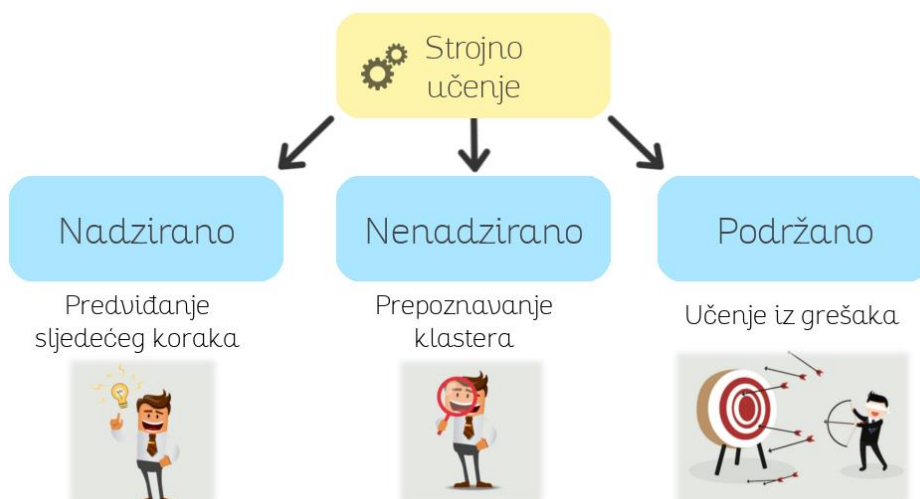 Strojno
učenje
Nadzirano
Nenadzirano
Podržano
Predviđanje
sljedećeg koraka
Prepoznavanje
klastera
Učenje iz grešaka